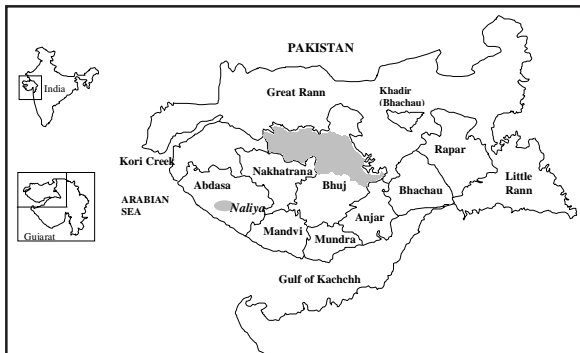 PAKISTAN
Great Rann
Khadir
(Bhachau)
India
Rapar
Kori Creek
Nakhatrana
Little
Rann
Abdasa
Bhuj
Bhachau
ARABIAN
SEA
Naliya
Anjar
Mandvi
Mundra
Gujarat
Gulf of Kachchh